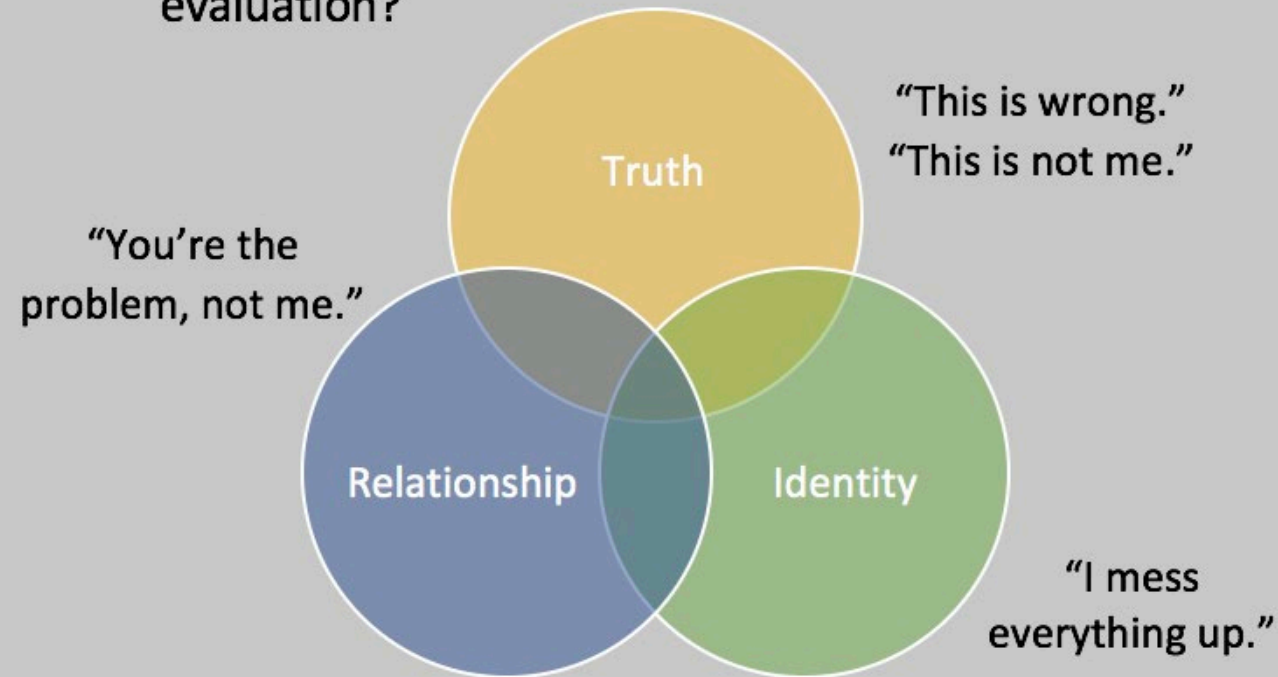 evaluation?
“This is wrong.”
“This is not me.”
Truth
“You’re the
problem, not me.”
Relationship
Identity
“I mess
everything up.”